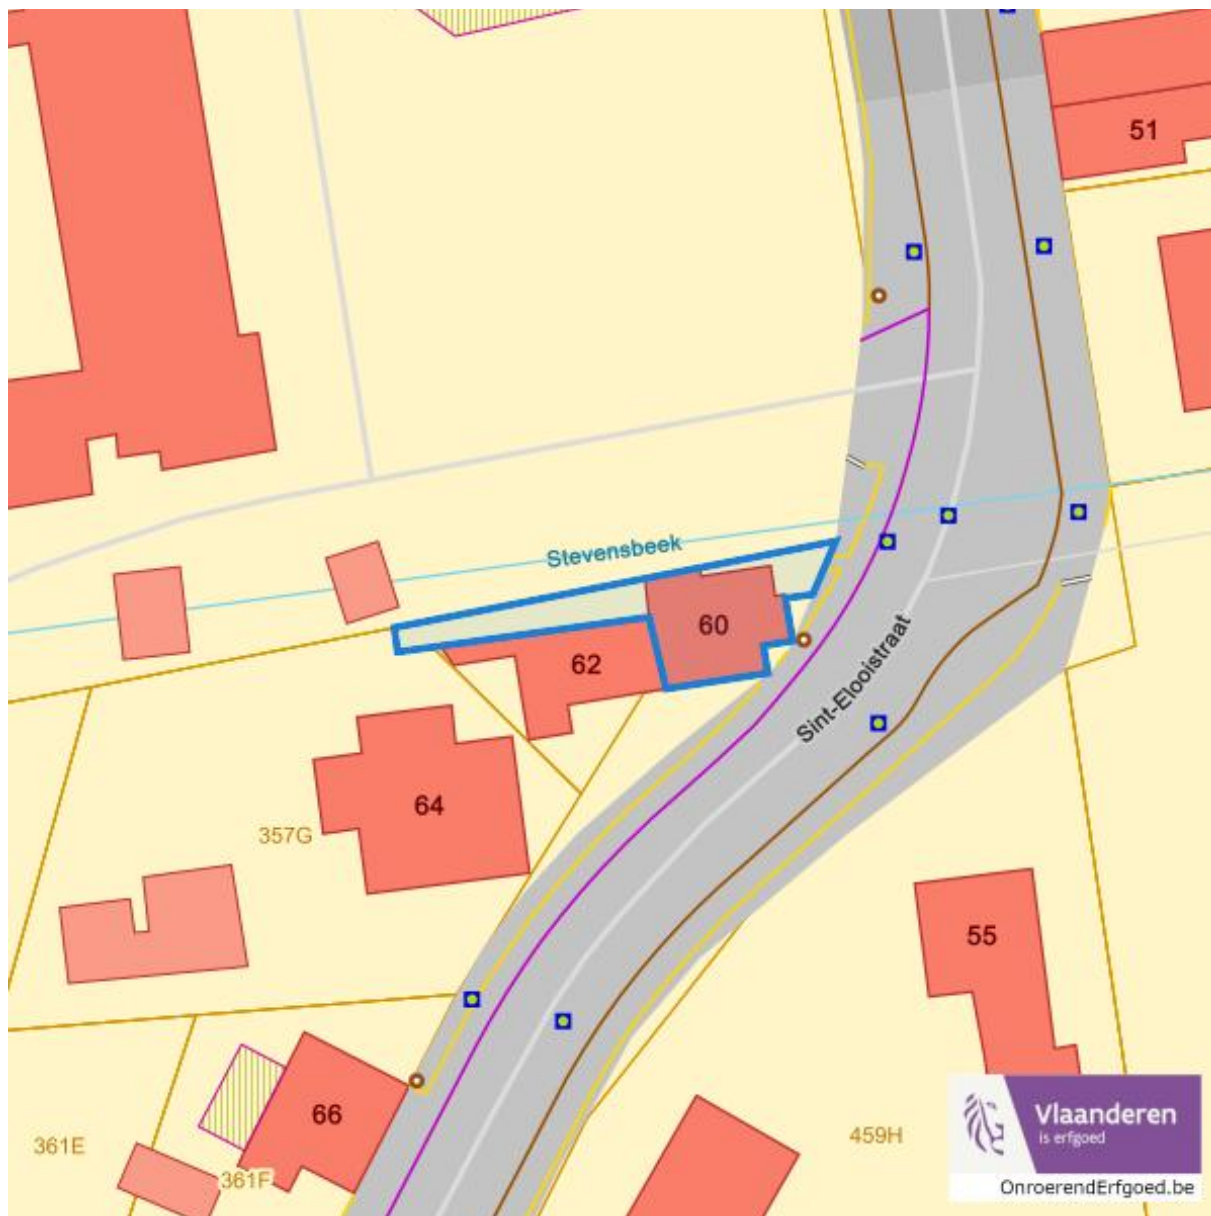 51
Stevensbeek
60
62
Sint-Elooistraat
64
357G
55
66
361E
361F
459H
Vlaanderen
is erfgoed
OnroerendErfgoed.be